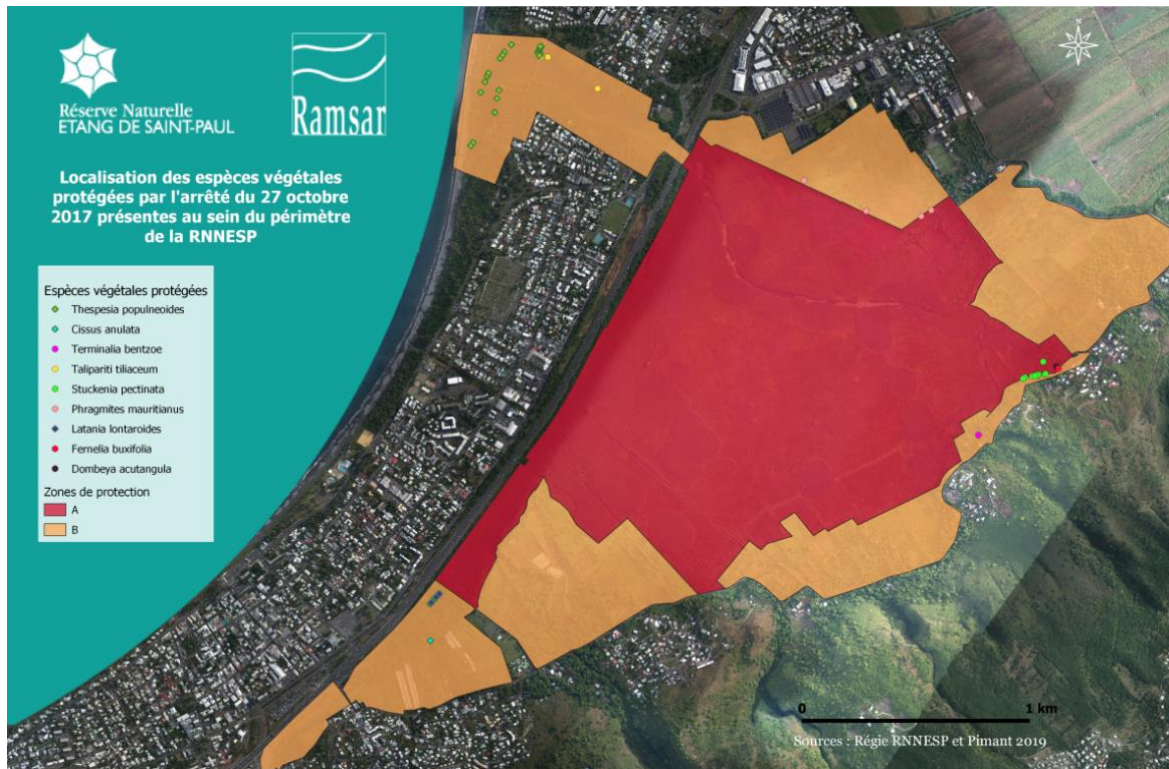 Réserve Naturelle
ETANG DE SAINT-PAUL
Ramsar
Localisation des espèces végétales
protégées par l'arrêté du 27 octobre
2017 présentes au sein du périmètre
de la RNNESP
Espèces végétales protégées
Thespesia populneoides
Cissus anulata
Terminalia bentzoe
Talipariti tiliaceum
Stuckenia pectinata
Phragmites mauritianus
Latania lontaroides
Fernelia buxifolia
Dombeya acutangula
Zones de protection
A
B
0 1 km
Sources : Régie RNNESP et Pimant 2019